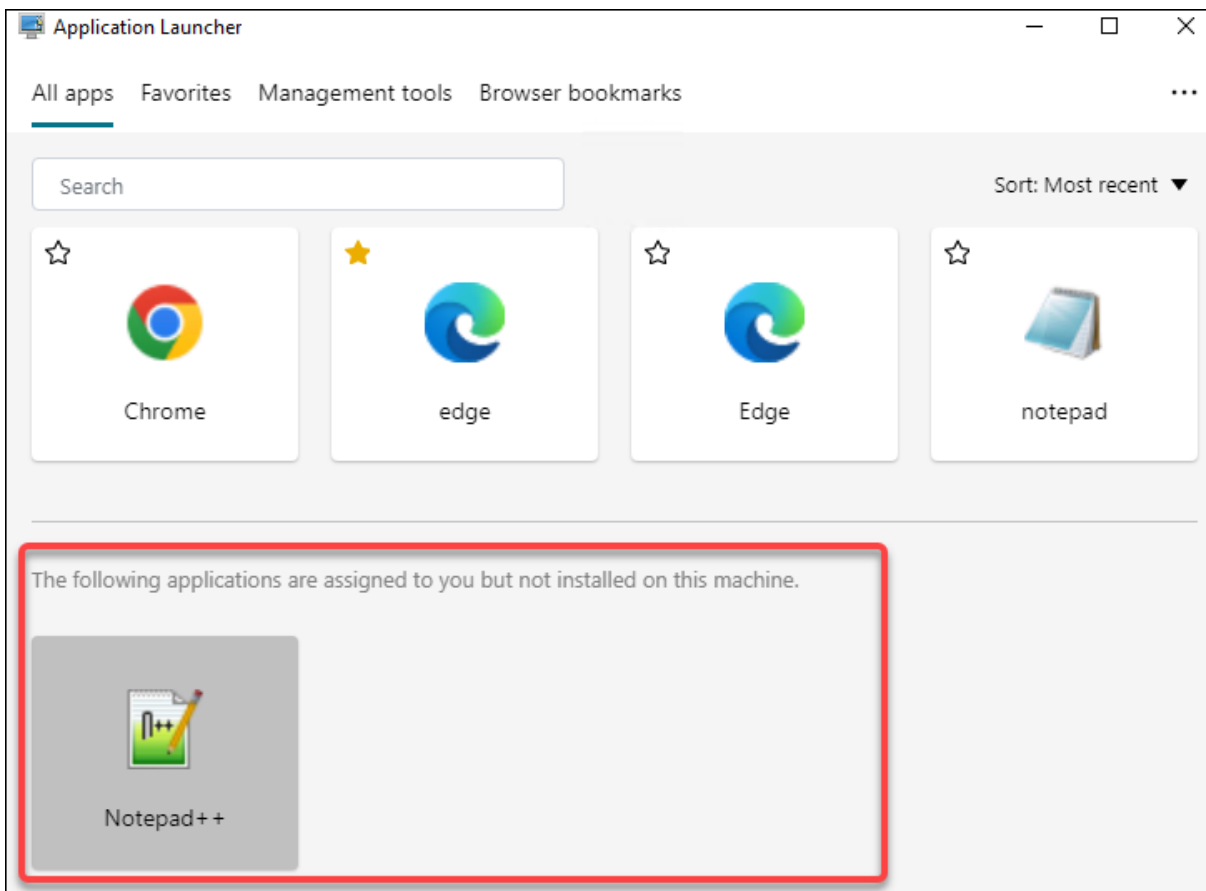 Application Launcher
All apps Favorites Management tools Browser bookmarks ...
Search
Sort: Most recent
Chrome edge Edge notepad
The following applications are assigned to you but not installed on this machine.
n++
Notepad++